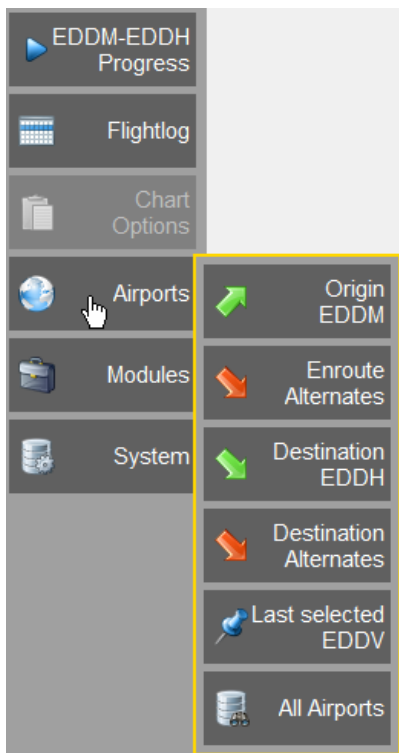 EDDM-EDDH
Progress
Flightlog
Chart
Options
Airports
Modules
System
Origin
EDDM
Enroute
Alternates
Destination
EDDH
Destination
Alternates
Last selected
EDDV
All Airports